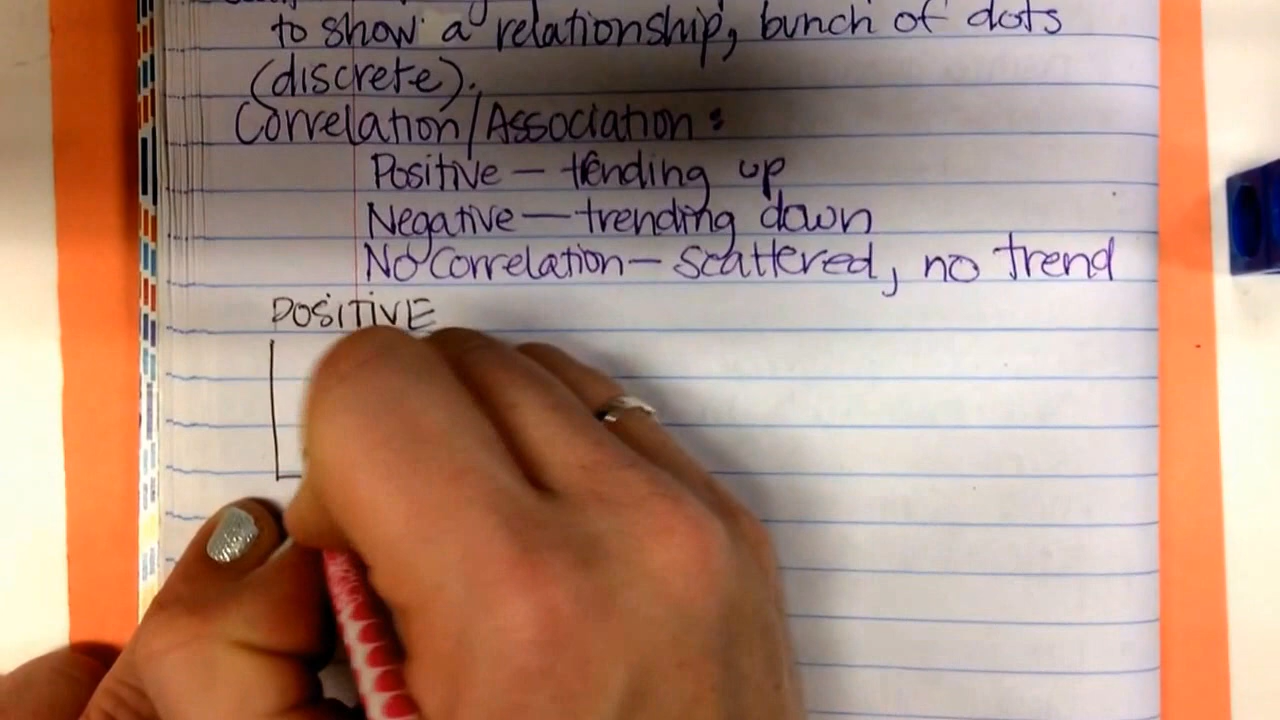 to show a relationship, bunch of dots
(discrete).
Correlation/Association:
Positive – tending up
Negative – trending down
No Correlation – scattered, no trend
POSITIVE